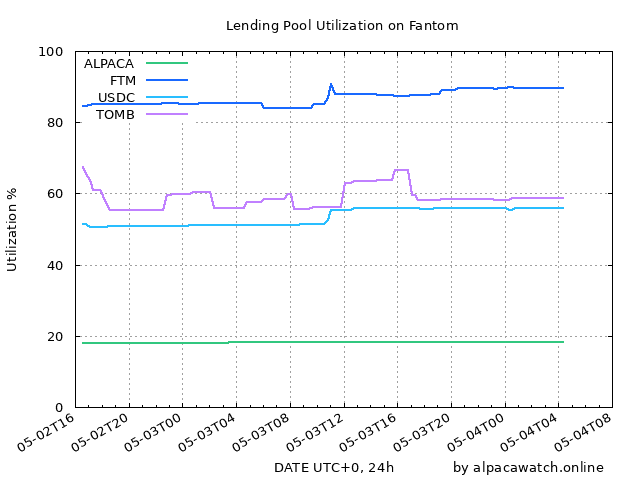 Lending Pool Utilization on Fantom
100
80
60
40
20
0
Utilization %
ALPACA
FTM
USDC
TOMB
05-02T16
05-02T20
05-03T00
05-03T04
05-03T08
05-03T12
05-03T16
05-03T20
05-04T00
05-04T04
05-04T08
DATE UTC+0, 24h
by alpacawatch.online